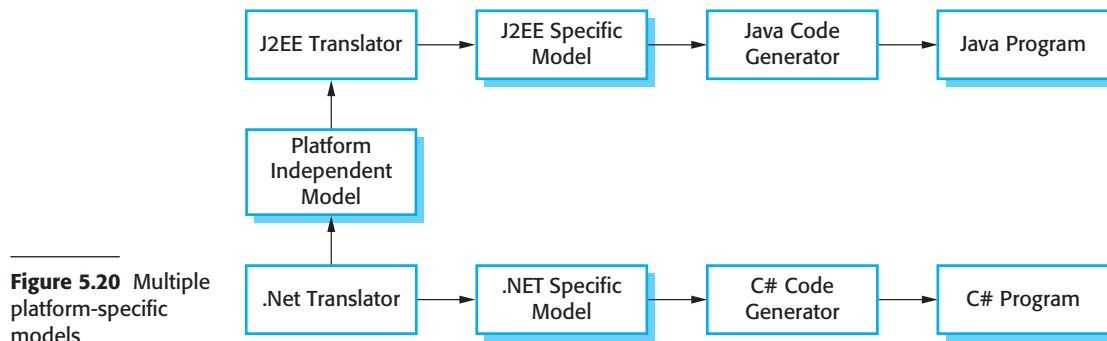 J2EE Translator
J2EE Specific
Model
Java Code
Generator
Java Program
Platform
Independent
Model
.Net Translator
.NET Specific
Model
C# Code
Generator
C# Program
Figure 5.20 Multiple
platform-specific
models